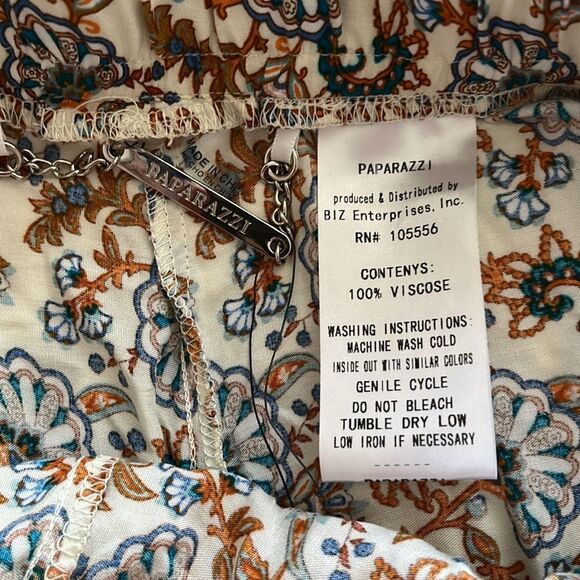 PAPARAZZI
MADE IN CHINA
PAPARAZZI
produced & Distributed by
BIZ Enterprises, Inc.
RN# 105556
CONTENYS:
100% VISCOSE
WASHING INSTRUCTIONS:
MACHINE WASH COLD
INSIDE OUT WITH SIMILAR COLORS
GENILE CYCLE
DO NOT BLEACH
TUMBLE DRY LOW
LOW IRON IF NECESSARY
------
PAPARAZZI